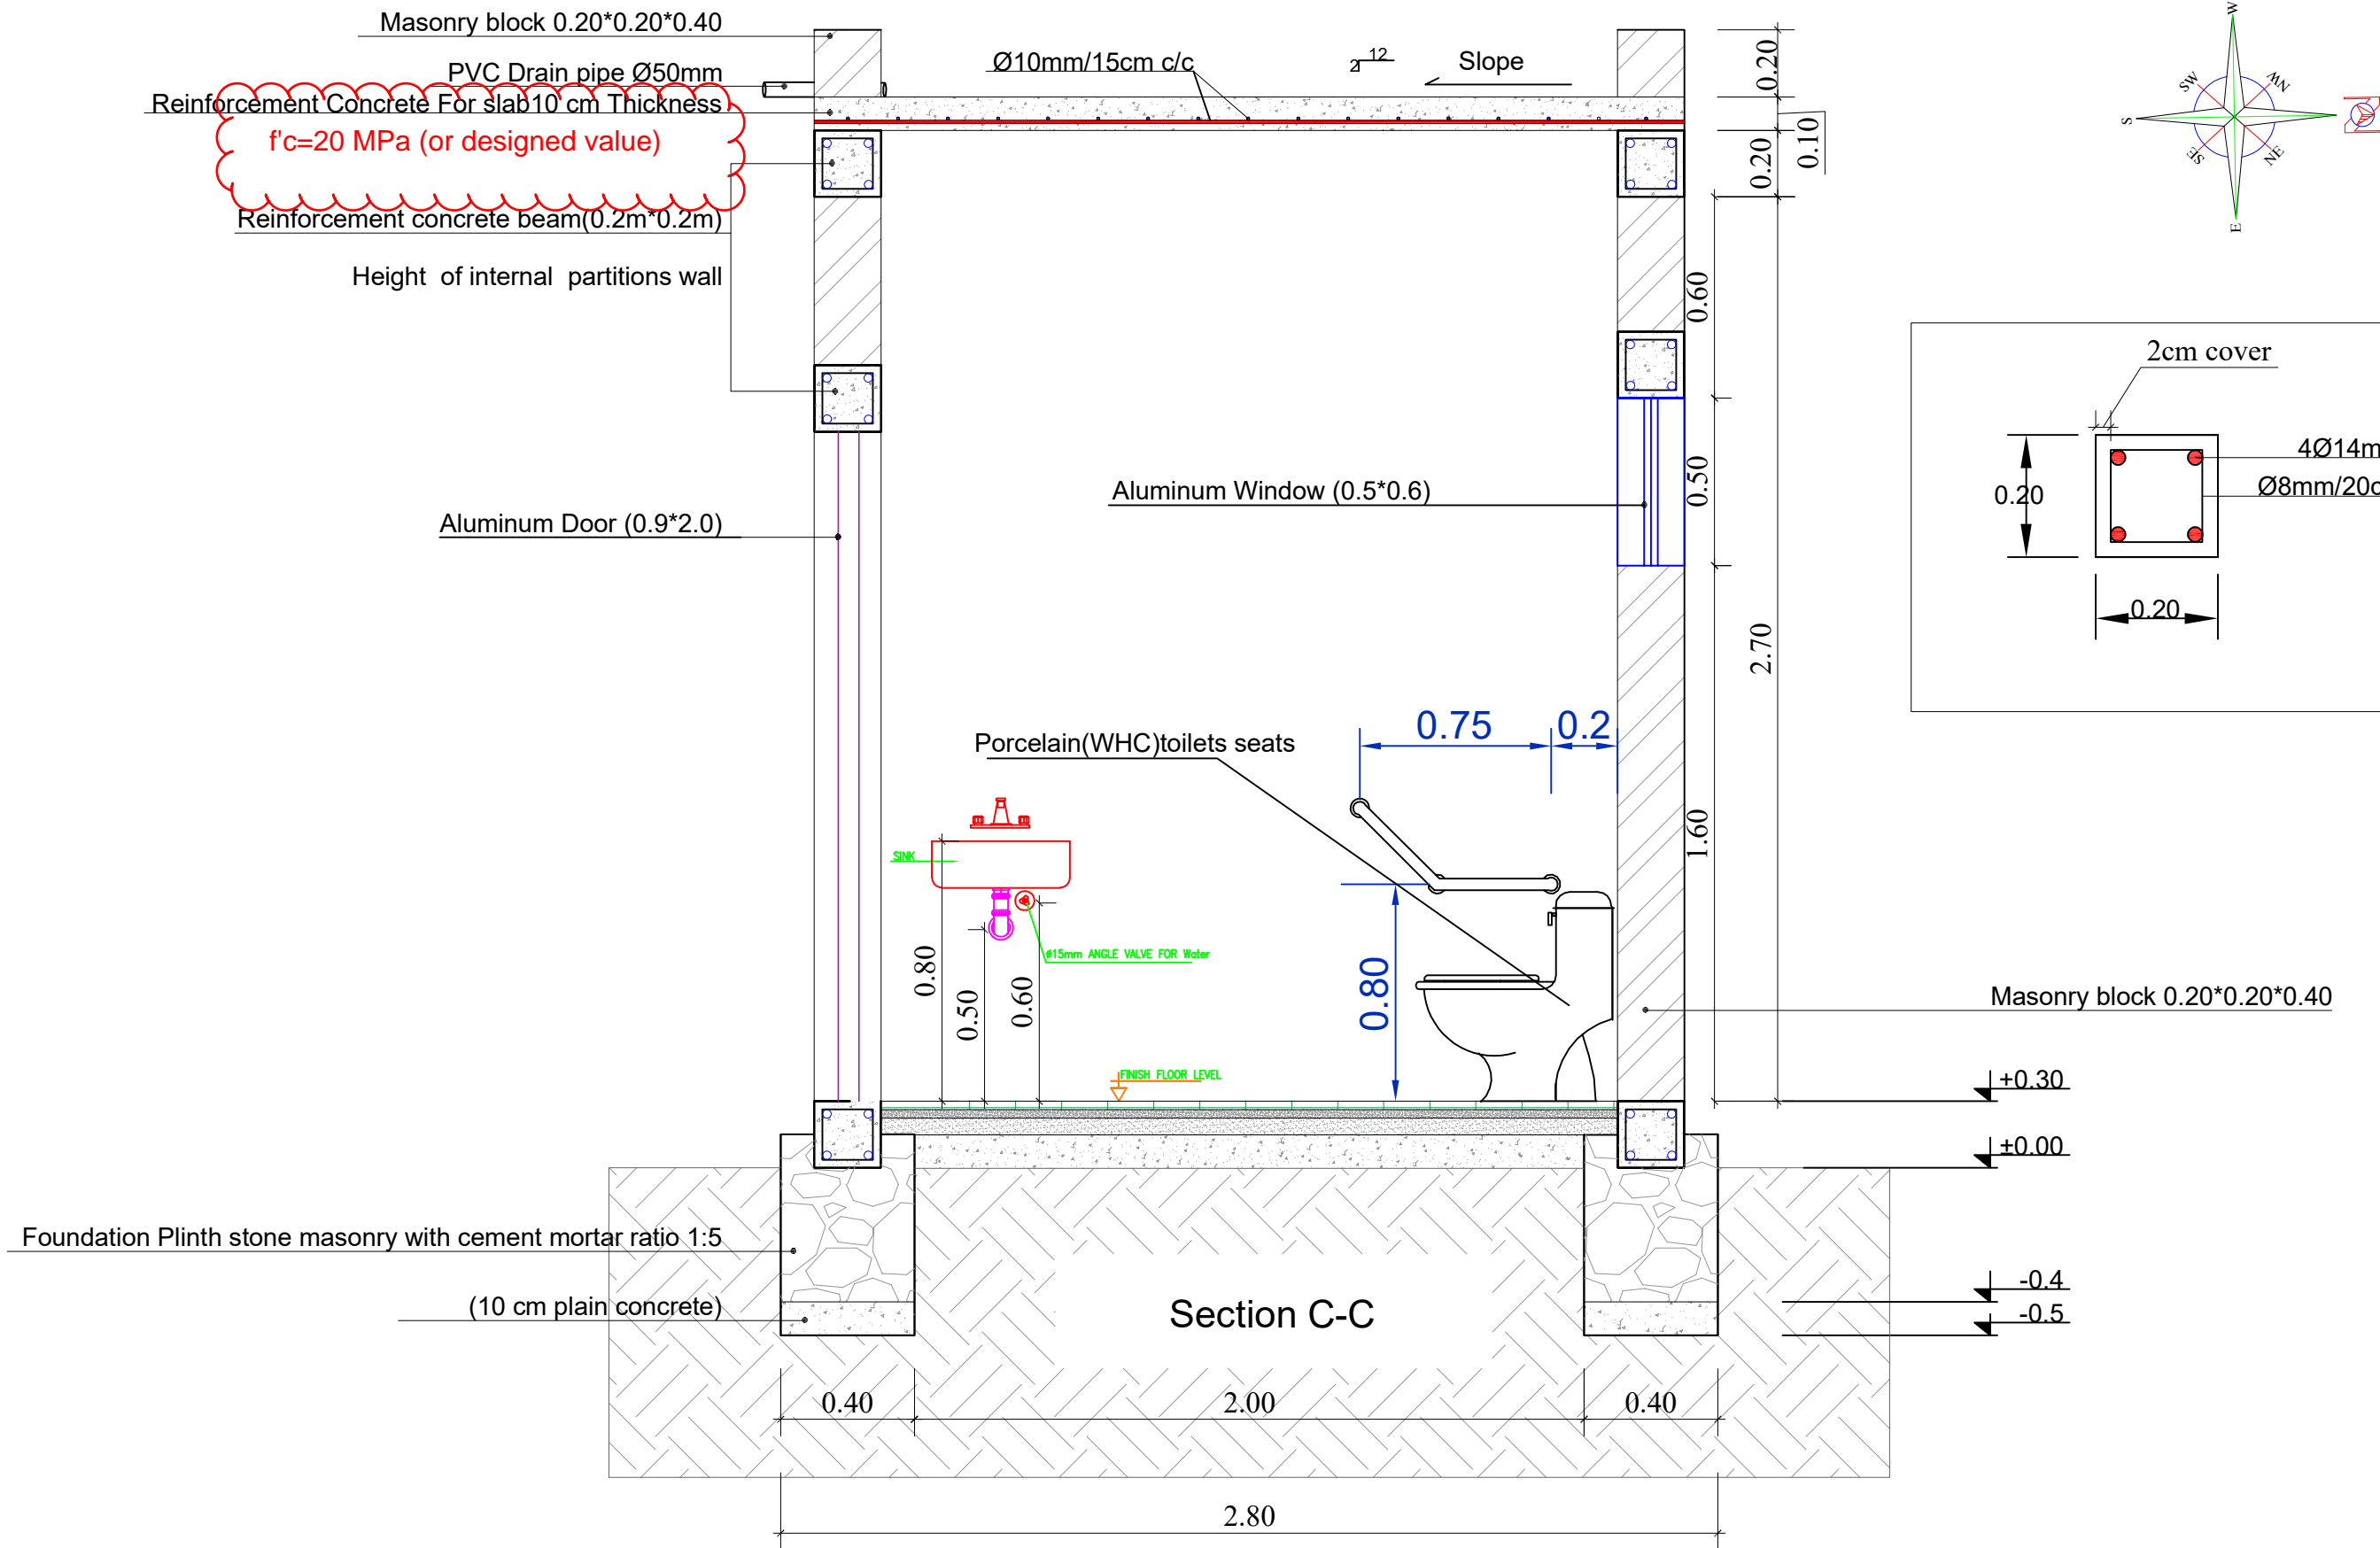 Masonry block 0.20*0.20*0.40
PVC Drain pipe Ø50mm
Reinforcement Concrete For slab10 cm Thickness
f'c=20 MPa (or designed value)
Reinforcement concrete beam(0.2m*0.2m)
Height of internal partitions wall
Aluminum Door (0.9*2.0)
Foundation Plinth stone masonry with cement mortar ratio 1:5
(10 cm plain concrete)
Ø10mm/15cm c/c
2
12
Slope
Aluminum Window (0.5*0.6)
Porcelain(WHC)toilets seats
0.75
0.2
0.80
SINK
Ø15mm ANGLE VALVE FOR Water
0.80
0.50
0.60
FINISH FLOOR LEVEL
0.20
0.10
0.20
0.60
0.50
2.70
1.60
Masonry block 0.20*0.20*0.40
+0.30
±0.00
-0.4
-0.5
Section C-C
0.40
2.00
0.40
2.80
W
SW
NW
S
SE
NE
E
2cm cover
4Ø14m
Ø8mm/20c
0.20
0.20